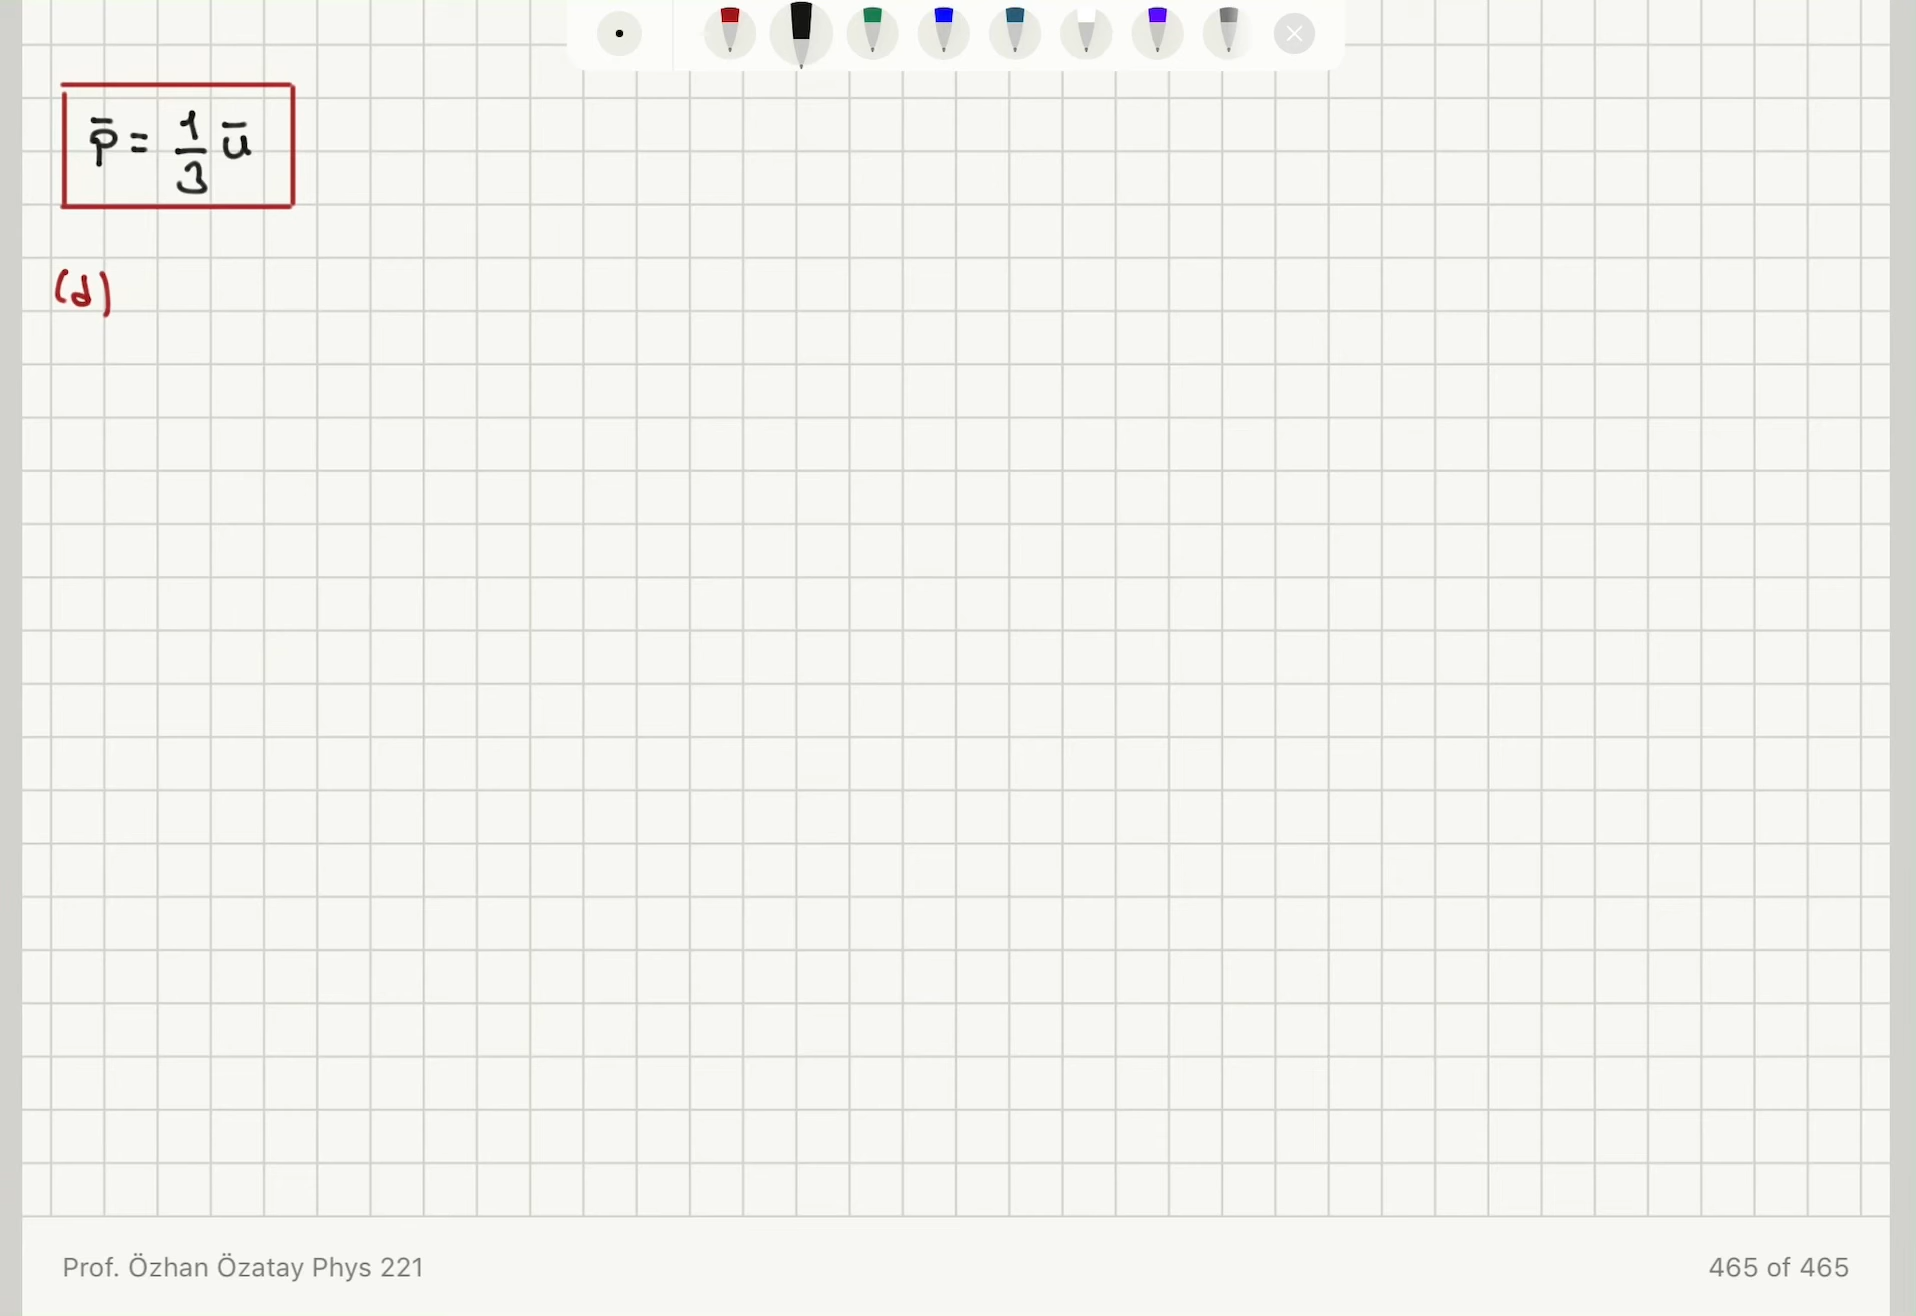 p̄ = 1/3 ū
(d)
Prof. Özhan Özatay Phys 221
465 of 465